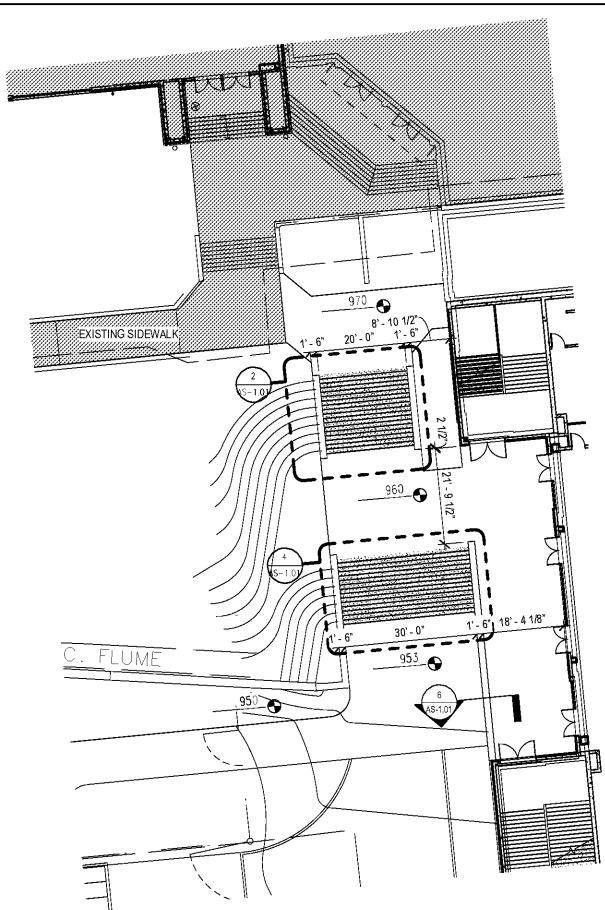 970
8' - 10 1/2"
EXISTING SIDEWALK
1' - 6"
20' - 0"
1' - 6"
2
AS-1.01
2 1/2"
960
21' - 9 1/2"
4
AS-1.01
1' - 6"
30' - 0"
1' - 6"
18' - 4 1/8"
C. FLUME
953
950
6
AS-1.01